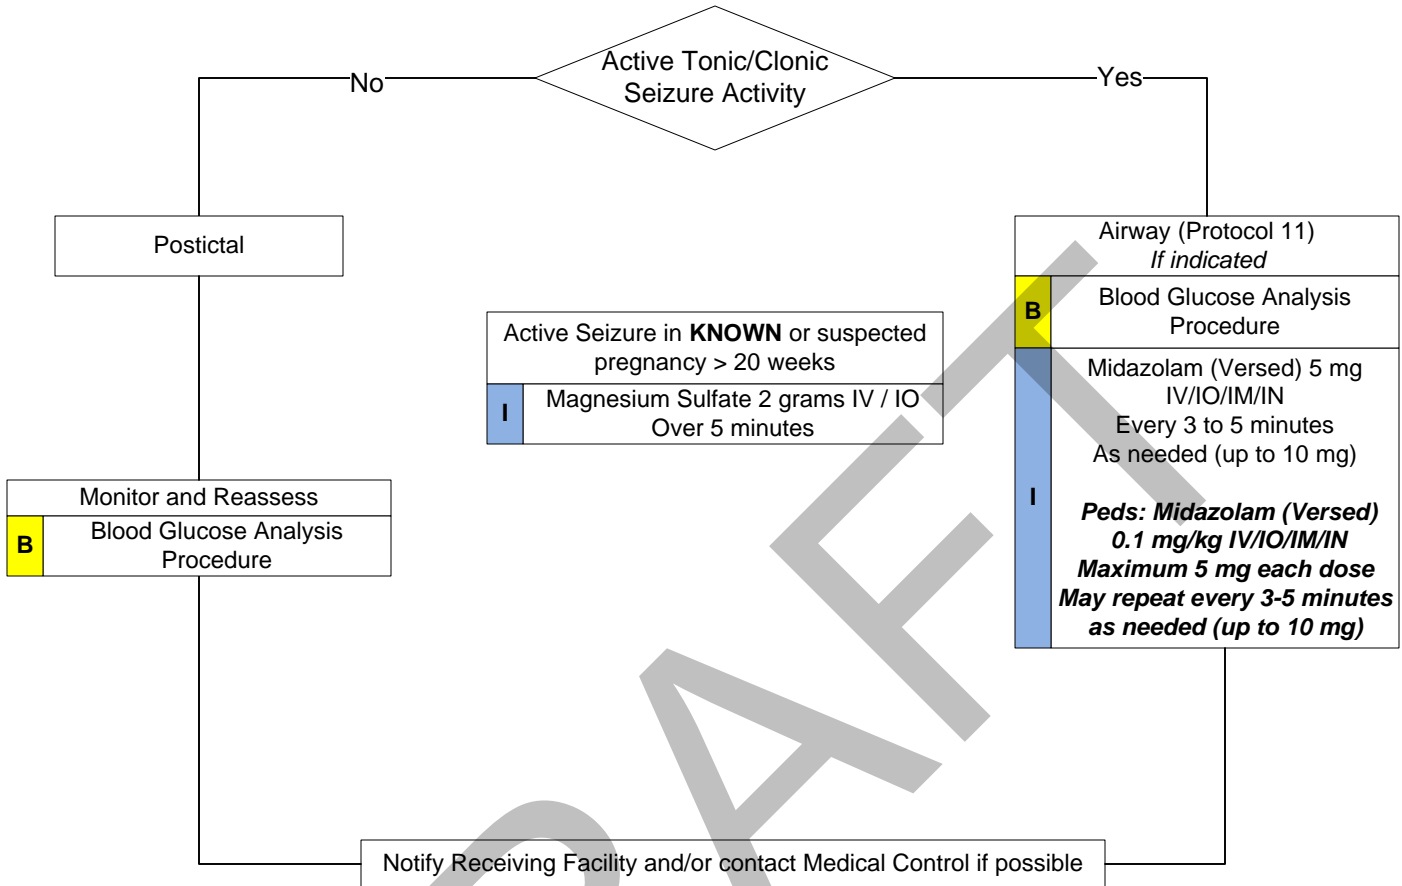 Active Tonic/Clonic
Seizure Activity
No
Yes
Postictal
Airway (Protocol 11)
If indicated
B
Blood Glucose Analysis
Procedure
I
Midazolam (Versed) 5 mg
IV/IO/IM/IN
Every 3 to 5 minutes
As needed (up to 10 mg)
Peds: Midazolam (Versed)
0.1 mg/kg IV/IO/IM/IN
Maximum 5 mg each dose
May repeat every 3-5 minutes
as needed (up to 10 mg)
Active Seizure in KNOWN or suspected
pregnancy > 20 weeks
I
Magnesium Sulfate 2 grams IV / IO
Over 5 minutes
Monitor and Reassess
B
Blood Glucose Analysis
Procedure
Notify Receiving Facility and/or contact Medical Control if possible
DRAFT